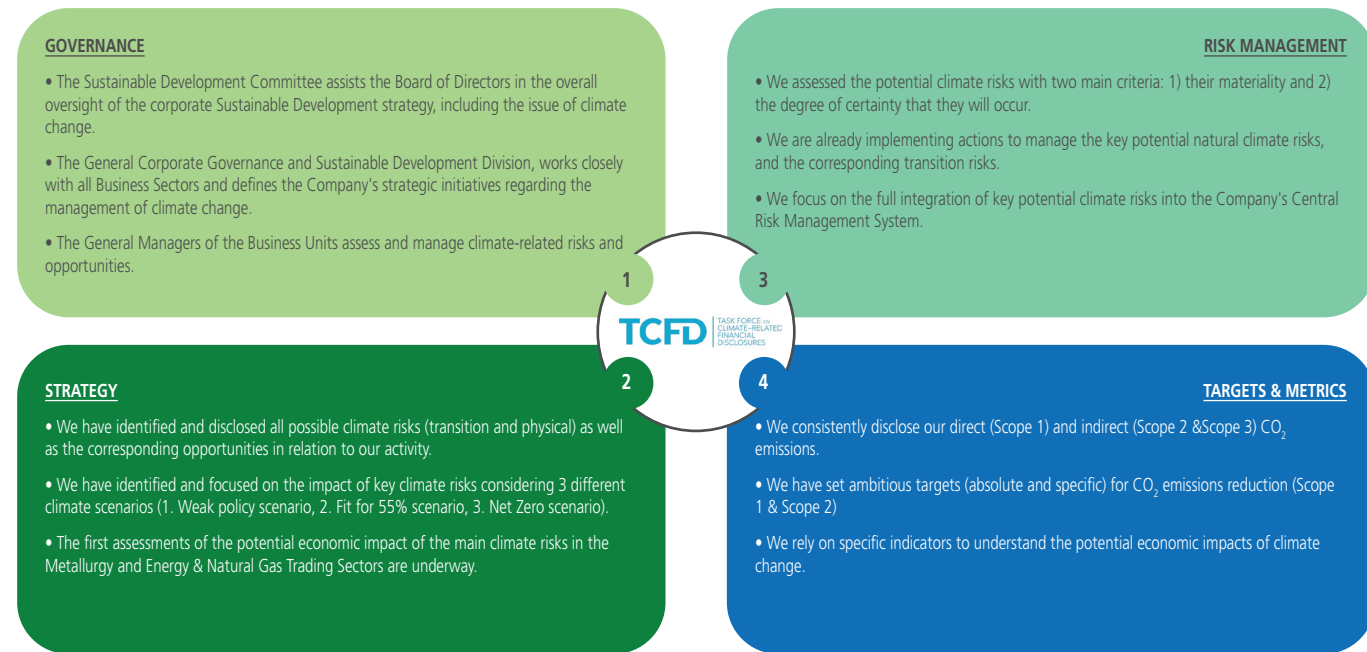 GOVERNANCE
• The Sustainable Development Committee assists the Board of Directors in the overall
oversight of the corporate Sustainable Development strategy, including the issue of climate
change.
• The General Corporate Governance and Sustainable Development Division, works closely
with all Business Sectors and defines the Company's strategic initiatives regarding the
management of climate change.
• The General Managers of the Business Units assess and manage climate-related risks and
opportunities.
1
STRATEGY
2
• We have identified and disclosed all possible climate risks (transition and physical) as well
as the corresponding opportunities in relation to our activity.
• We have identified and focused on the impact of key climate risks considering 3 different
climate scenarios (1. Weak policy scenario, 2. Fit for 55% scenario, 3. Net Zero scenario).
• The first assessments of the potential economic impact of the main climate risks in the
Metallurgy and Energy & Natural Gas Trading Sectors are underway.
RISK MANAGEMENT
• We assessed the potential climate risks with two main criteria: 1) their materiality and 2)
the degree of certainty that they will occur.
• We are already implementing actions to manage the key potential natural climate risks,
and the corresponding transition risks.
• We focus on the full integration of key potential climate risks into the Company's Central
Risk Management System.
3
TCFD
TASK FORCE ON
CLIMATE-RELATED
FINANCIAL
DISCLOSURES
4
TARGETS & METRICS
• We consistently disclose our direct (Scope 1) and indirect (Scope 2 &Scope 3) CO₂
emissions.
• We have set ambitious targets (absolute and specific) for CO₂ emissions reduction (Scope
1 & Scope 2)
• We rely on specific indicators to understand the potential economic impacts of climate
change.